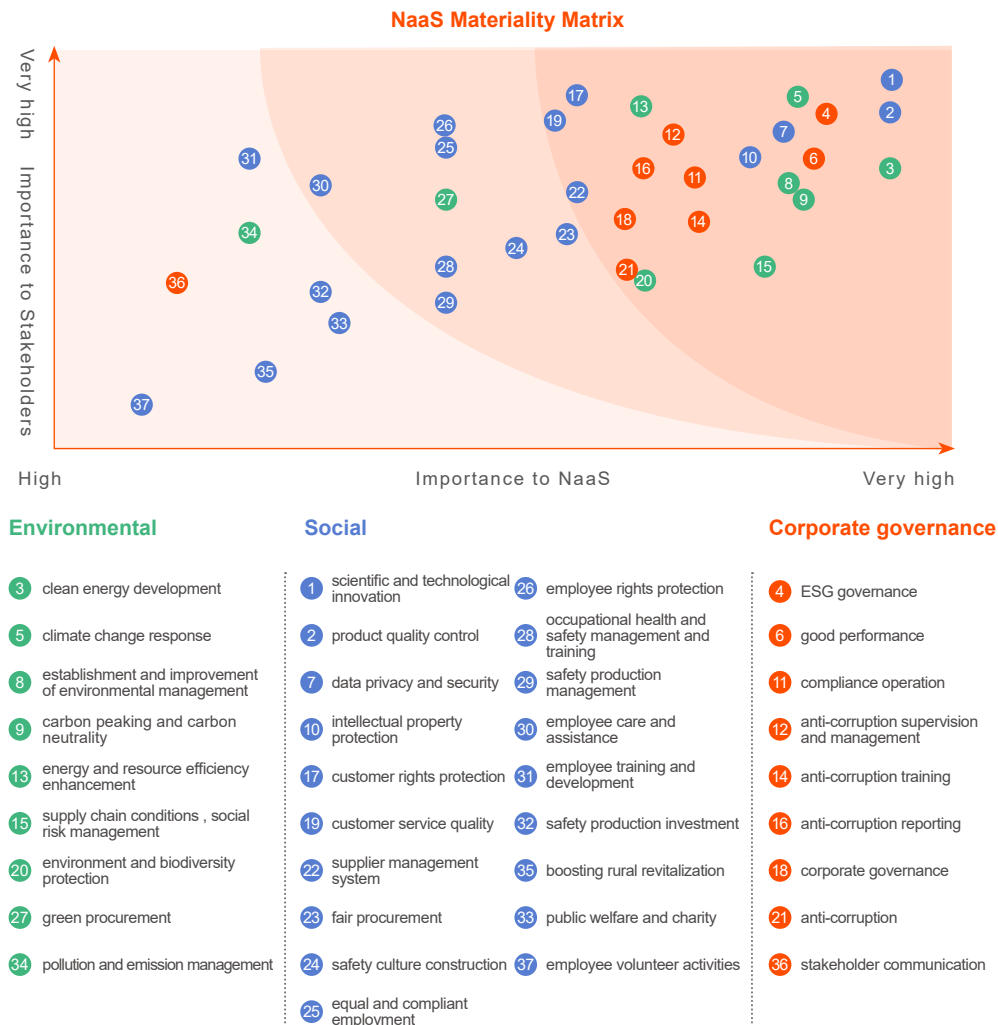 NaaS Materiality Matrix
Very high
Importance to Stakeholders
1
17
5
13
2
4
19
26
7
12
25
10
6
31
16
3
11
30
8
22
27
9
18
14
34
23
24
28
15
21
20
36
32
29
33
35
37
High
Importance to NaaS
Very high
Environmental
3 clean energy development
5 climate change response
8 establishment and improvement
of environmental management
9 carbon peaking and carbon
neutrality
13 energy and resource efficiency
enhancement
15 supply chain conditions , social
risk management
20 environment and biodiversity
protection
27 green procurement
34 pollution and emission management
Social
1 scientific and technological
innovation
2 product quality control
7 data privacy and security
10 intellectual property
protection
17 customer rights protection
19 customer service quality
22 supplier management
system
23 fair procurement
24 safety culture construction
25 equal and compliant
employment
26 employee rights protection
28 occupational health and
safety management and
training
29 safety production
management
30 employee care and
assistance
31 employee training and
development
32 safety production investment
35 boosting rural revitalization
33 public welfare and charity
37 employee volunteer activities
Corporate governance
4 ESG governance
6 good performance
11 compliance operation
12 anti-corruption supervision
and management
14 anti-corruption training
16 anti-corruption reporting
18 corporate governance
21 anti-corruption
36 stakeholder communication